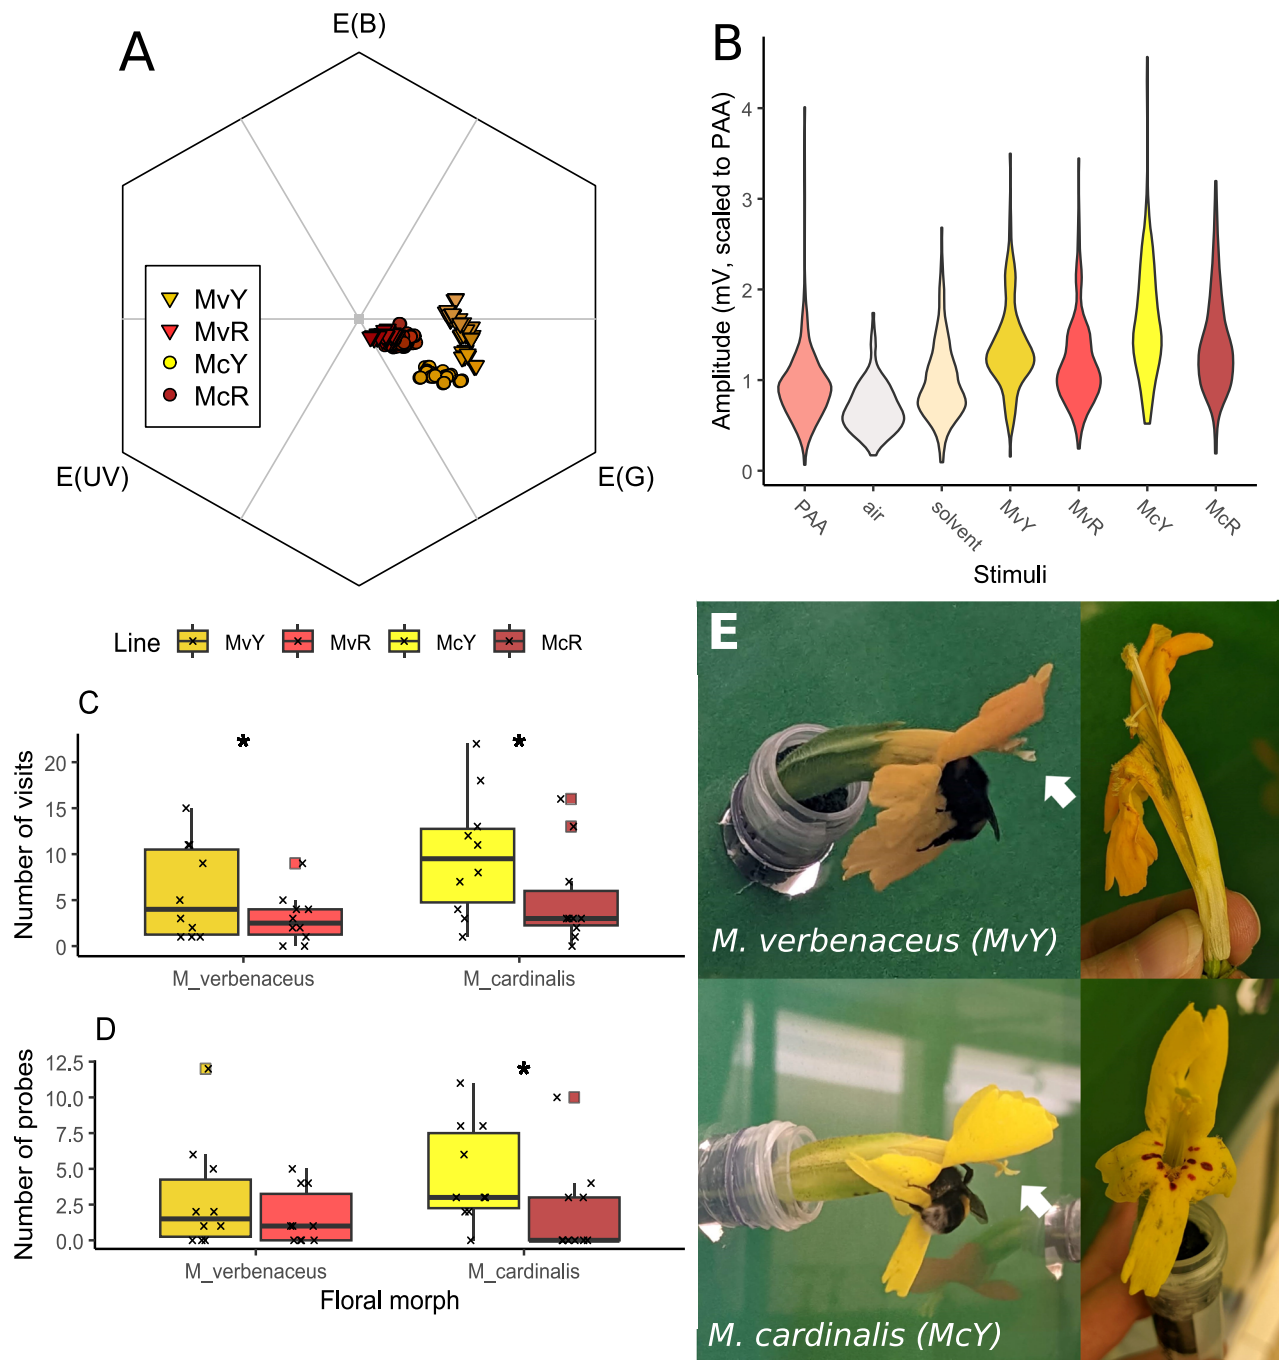 A
E(B)
E(UV)
E(G)
MvY
MvR
McY
McR
B
Amplitude (mV, scaled to PAA)
4
3
2
1
0
PAA
air
solvent
MvY
MvR
McY
McR
Stimuli
Line
MvY
MvR
McY
McR
C
Number of visits
20
15
10
5
0
*
*
M_verbenaceus
M_cardinalis
D
Number of probes
12.5
10.0
7.5
5.0
2.5
0.0
*
M_verbenaceus
M_cardinalis
Floral morph
E
M. verbenaceus (MvY)
M. cardinalis (McY)